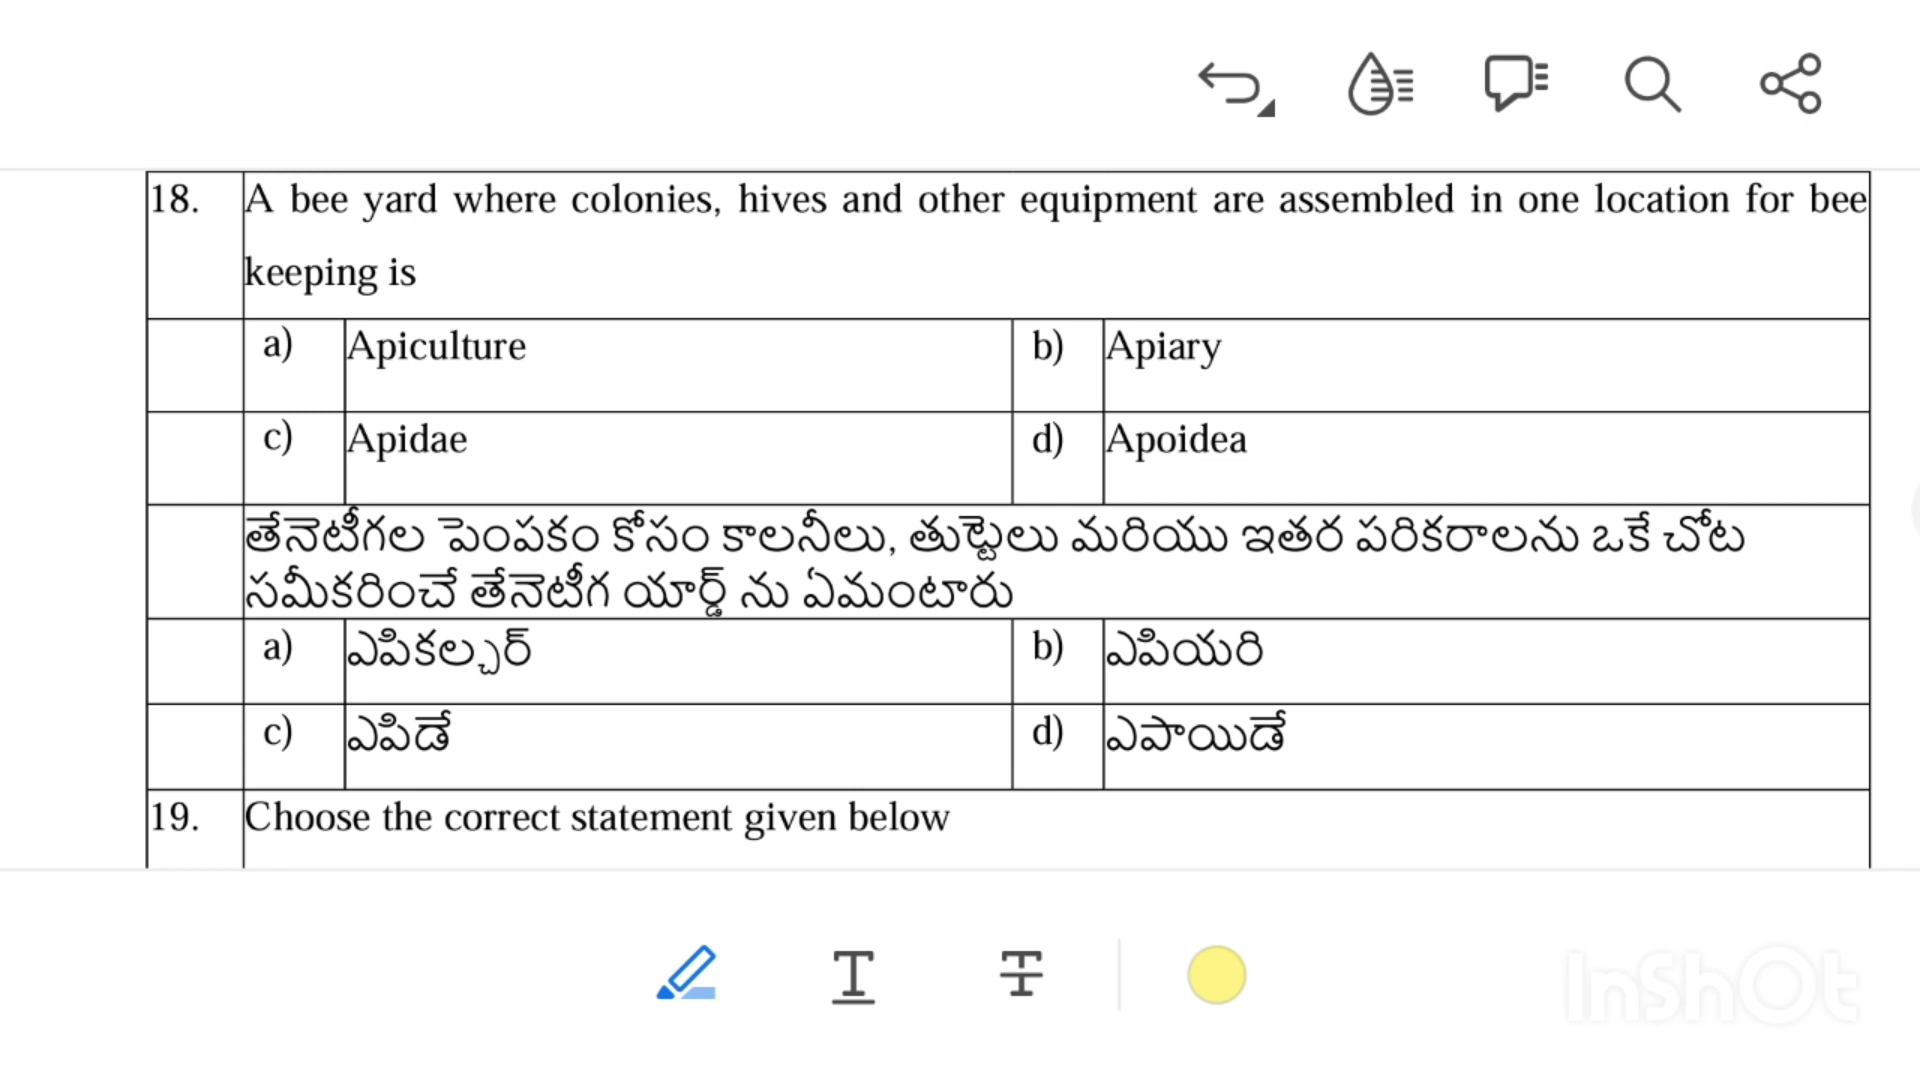 18. A bee yard where colonies, hives and other equipment are assembled in one location for bee
keeping is
a) Apiculture b) Apiary
c) Apidae d) Apoidea
తేనెటీగల పెంపకం కోసం కాలనీలు, తుట్టెలు మరియు ఇతర పరికరాలను ఒకే చోట
సమీకరించే తేనెటీగ యార్డ్ ను ఏమంటారు
a) ఎపికల్చర్ b) ఎపియరి
c) ఎపిడే d) ఎపాయిడే
19. Choose the correct statement given below
InShOt